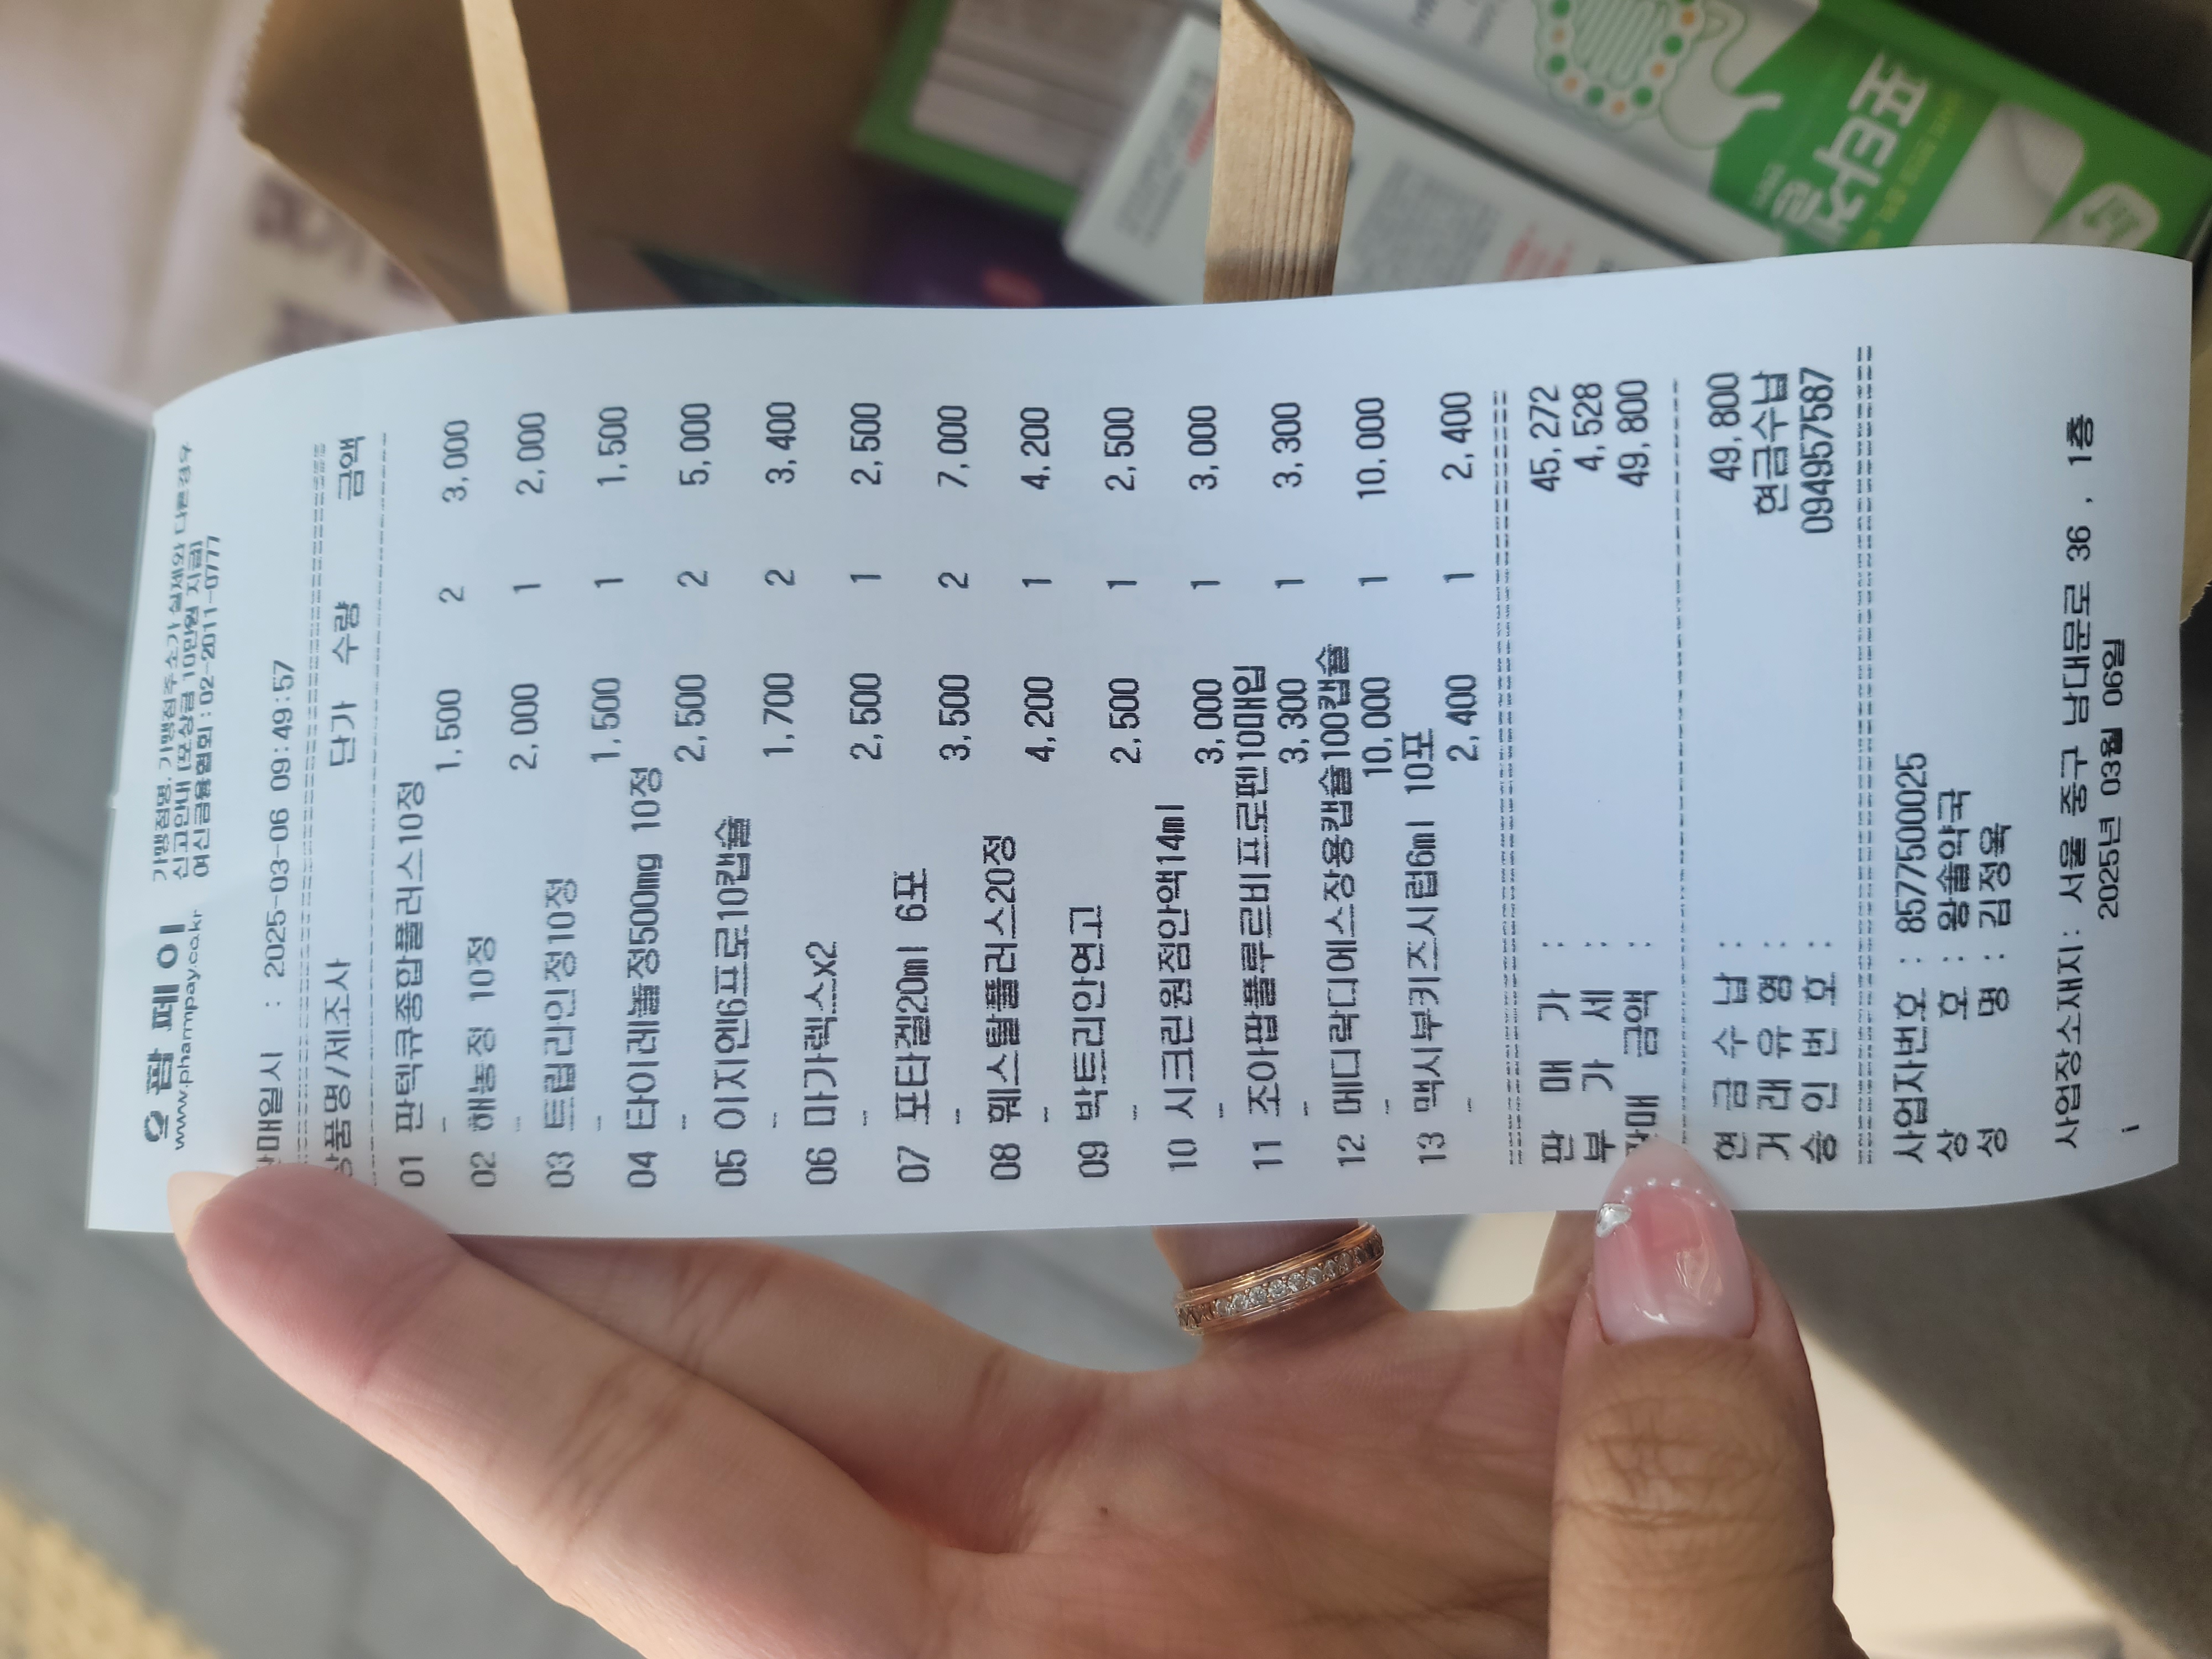 팜페이
www.pharmpay.co.kr
가맹점명, 가맹점주소가 실제와 다른경우
신고안내 (포상금 10만원 지급)
여신금융협회 : 02-2011-0777
판매일시 : 2025-03-06 09:49:57
상품명/제조사 단가 수량 금액
01 판텍큐종합플러스10정
- 1,500 2 3,000
02 해농정 10정
- 2,000 1 2,000
03 트립라인정10정
- 1,500 1 1,500
04 타이레놀정500mg 10정
- 2,500 2 5,000
05 이지엔6프로10캡슐
- 1,700 2 3,400
06 마가렉스x2
- 2,500 1 2,500
07 포타겔20ml 6포
- 3,500 2 7,000
08 훼스탈플러스20정
- 4,200 1 4,200
09 박트리안연고
- 2,500 1 2,500
10 시크린원점안액14ml
- 3,000 1 3,000
11 조아팝플루르비프로펜10매입
- 3,300 1 3,300
12 메디락디에스장용캡슐100캡슐
- 10,000 1 10,000
13 맥시부키즈시럽6ml 10포
- 2,400 1 2,400
판 매 가 : 45,272
부 가 세 : 4,528
판매 금액 : 49,800
현 금 수 납 : 49,800
거 래 유 형 : 현금수납
승 인 번 호 : 094957587
사업자번호 : 8577500025
상 호 : 왕솔약국
성 명 : 김정욱
사업장소재지: 서울 중구 남대문로 36 , 1층
2025년 03월 06일
포타겔